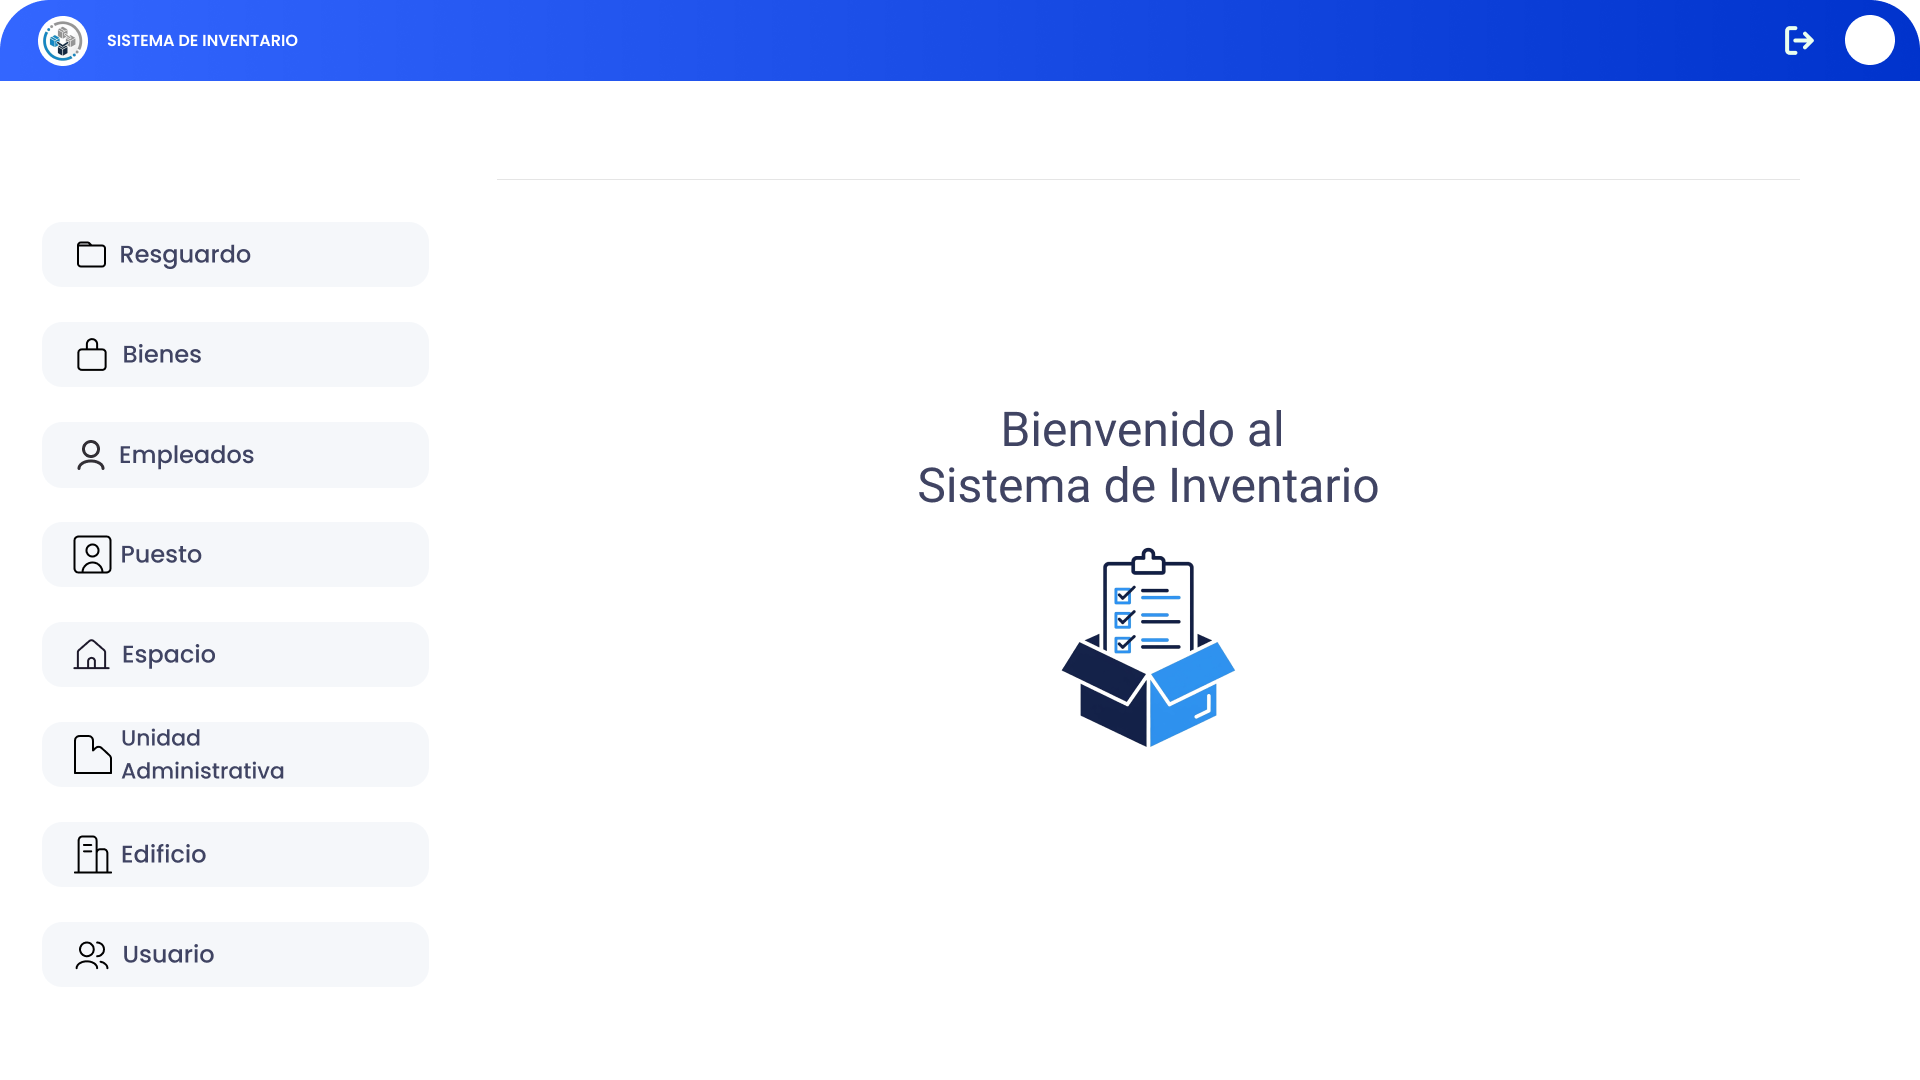 SISTEMA DE INVENTARIO
Resguardo
Bienes
Empleados
Puesto
Espacio
Unidad
Administrativa
Edificio
Usuario
Bienvenido al
Sistema de Inventario